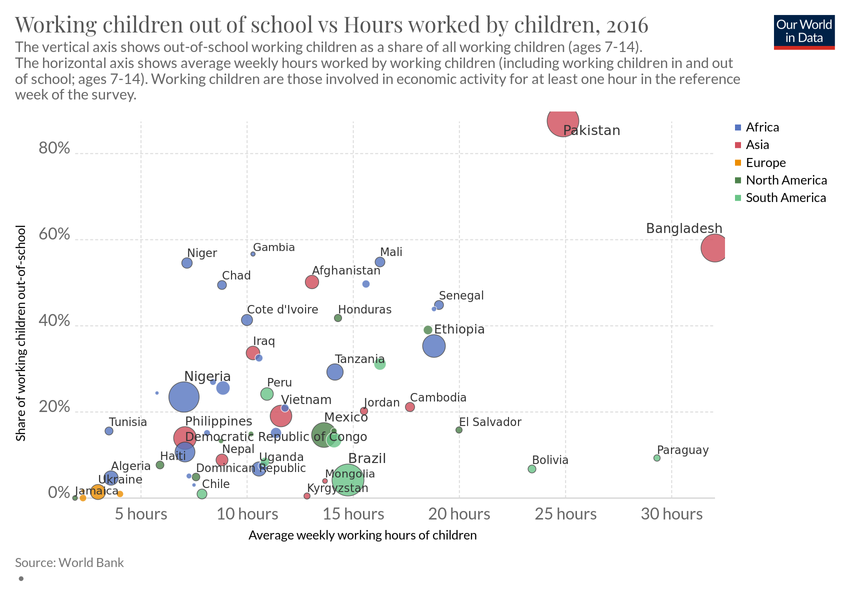 Working children out of school vs Hours worked by children, 2016
Our World
in Data
The vertical axis shows out-of-school working children as a share of all working children (ages 7-14).
The horizontal axis shows average weekly hours worked by working children (including working children in and out
of school; ages 7-14). Working children are those involved in economic activity for at least one hour in the reference
week of the survey.
Africa
Asia
Europe
North America
South America
Share of working children out-of-school
80%
60%
40%
20%
0%
Pakistan
Bangladesh
Niger
Gambia
Mali
Chad
Afghanistan
Senegal
Cote d'Ivoire
Honduras
Ethiopia
Iraq
Tanzania
Nigeria
Peru
Vietnam
Jordan
Cambodia
Tunisia
Philippines
Mexico
El Salvador
Democratic Republic of Congo
Haiti
Nepal
Uganda
Brazil
Paraguay
Algeria
Dominican Republic
Mongolia
Bolivia
Ukraine
Chile
Kyrgyzstan
Jamaica
5 hours
10 hours
15 hours
20 hours
25 hours
30 hours
Average weekly working hours of children
Source: World Bank